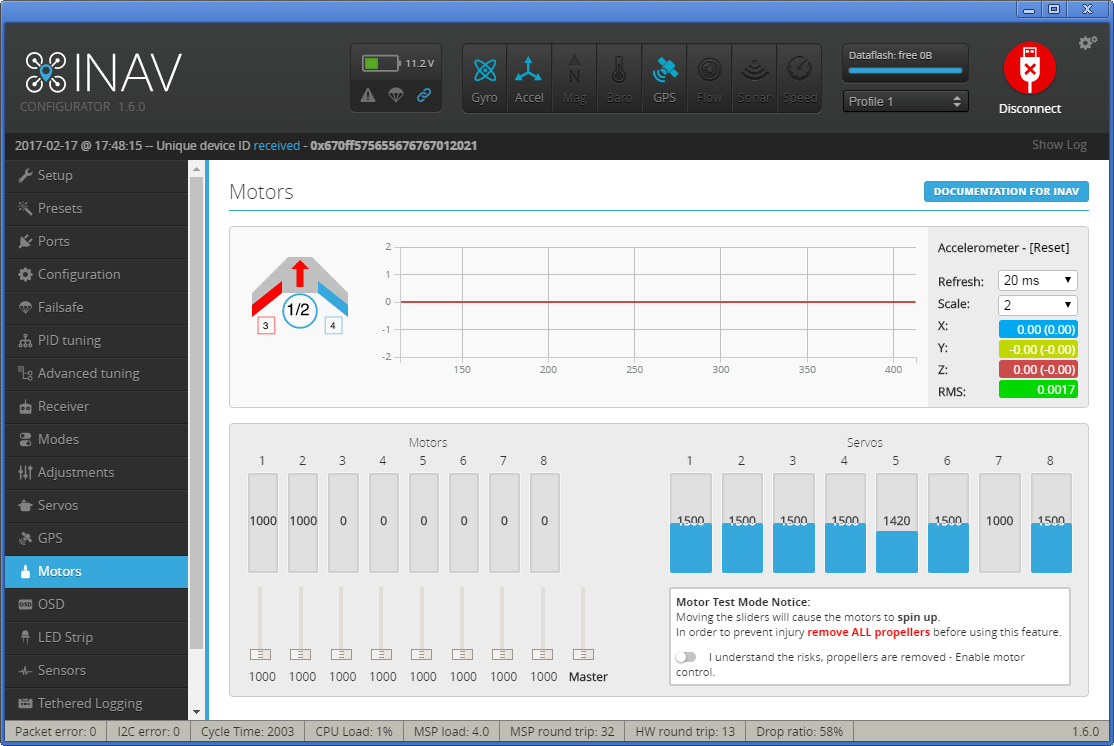 INAV
CONFIGURATOR 1.6.0
11.2 V
Gyro Accel Mag Baro GPS Flow Sonar Speed
Dataflash: free 0B
Profile 1
Disconnect
2017-02-17 @ 17:48:15 -- Unique device ID received - 0x670ff575655676767012021
Show Log
Setup
Presets
Ports
Configuration
Failsafe
PID tuning
Advanced tuning
Receiver
Modes
Adjustments
Servos
GPS
Motors
OSD
LED Strip
Sensors
Tethered Logging
Motors
DOCUMENTATION FOR INAV
1/2
3
4
2
1
0
-1
-2
150 200 250 300 350 400
Accelerometer - [Reset]
Refresh: 20 ms
Scale: 2
X: 0.00 (0.00)
Y: -0.00 (-0.00)
Z: 0.00 (-0.00)
RMS: 0.0017
Motors
1 2 3 4 5 6 7 8
1000 1000 0 0 0 0 0 0
1000 1000 1000 1000 1000 1000 1000 1000 Master
Servos
1 2 3 4 5 6 7 8
1500 1500 1500 1500 1420 1500 1000 1500
Motor Test Mode Notice:
Moving the sliders will cause the motors to spin up.
In order to prevent injury remove ALL propellers before using this feature.
I understand the risks, propellers are removed - Enable motor
control.
Packet error: 0 I2C error: 0 Cycle Time: 2003 CPU Load: 1% MSP load: 4.0 MSP round trip: 32 HW round trip: 13 Drop ratio: 58% 1.6.0